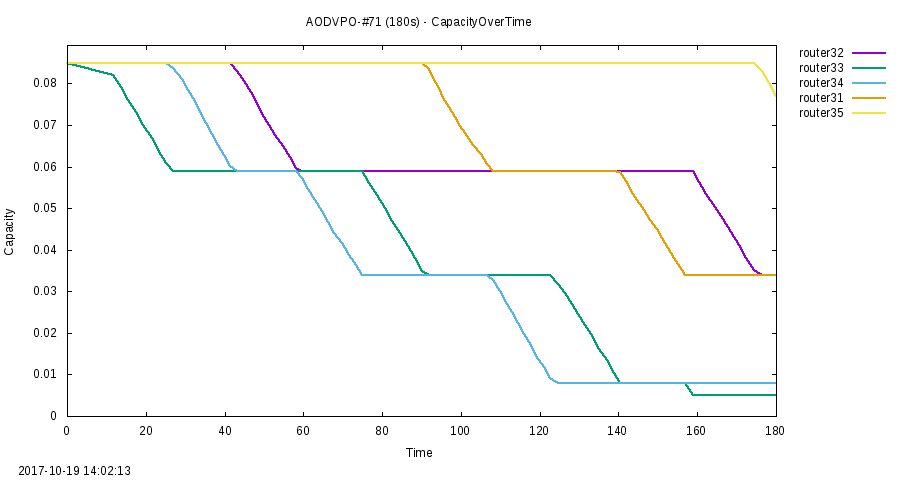 AODVPO-#71 (180s) - CapacityOverTime
router32
router33
router34
router31
router35
0.08
0.07
0.06
0.05
0.04
0.03
0.02
0.01
0
Capacity
0 20 40 60 80 100 120 140 160 180
Time
2017-10-19 14:02:13